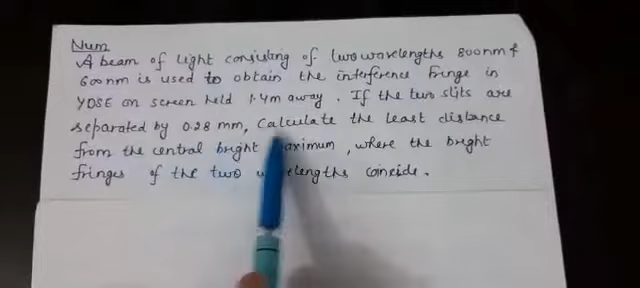 Num
A beam of light consisting of two wavelengths 800nm &
600nm is used to obtain the interference fringe in
YDSE on screen held 1.4m away. If the two slits are
separated by 0.28 mm, Calculate the least distance
from the central bright maximum, where the bright
fringes of the two wavelengths coincide.